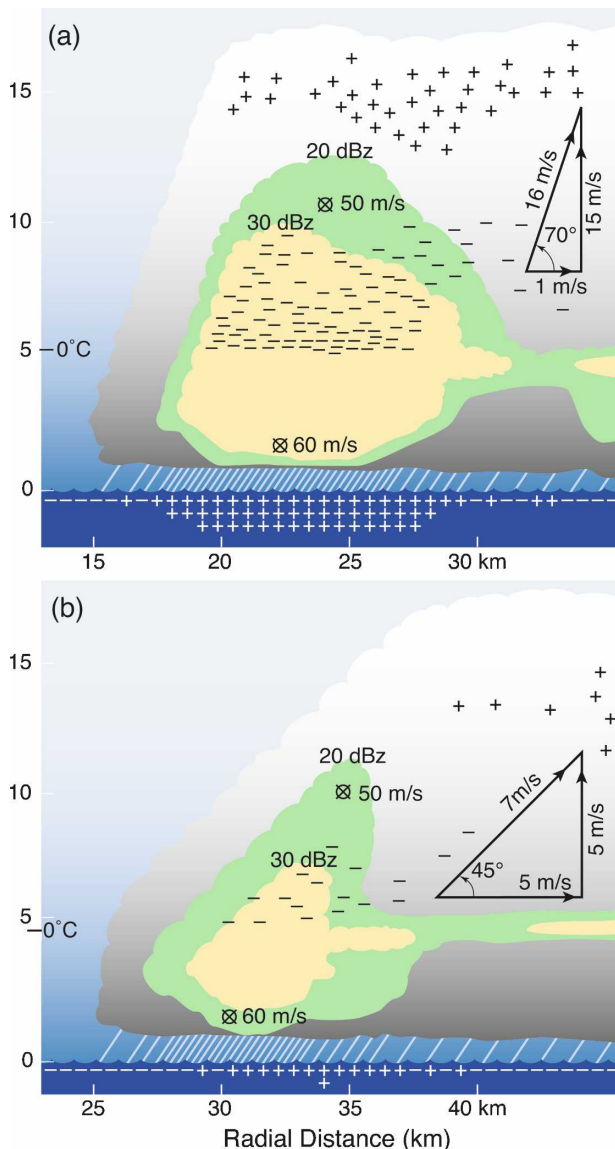 (a)
15
20 dBz
50 m/s
10
30 dBz
16 m/s
15 m/s
70°
1 m/s
5
0°C
60 m/s
0
15 20 25 30 km
(b)
15
20 dBz
10
50 m/s
30 dBz
7m/s
5 m/s
45°
5 m/s
5
0°C
60 m/s
0
25 30 35 40 km
Radial Distance (km)